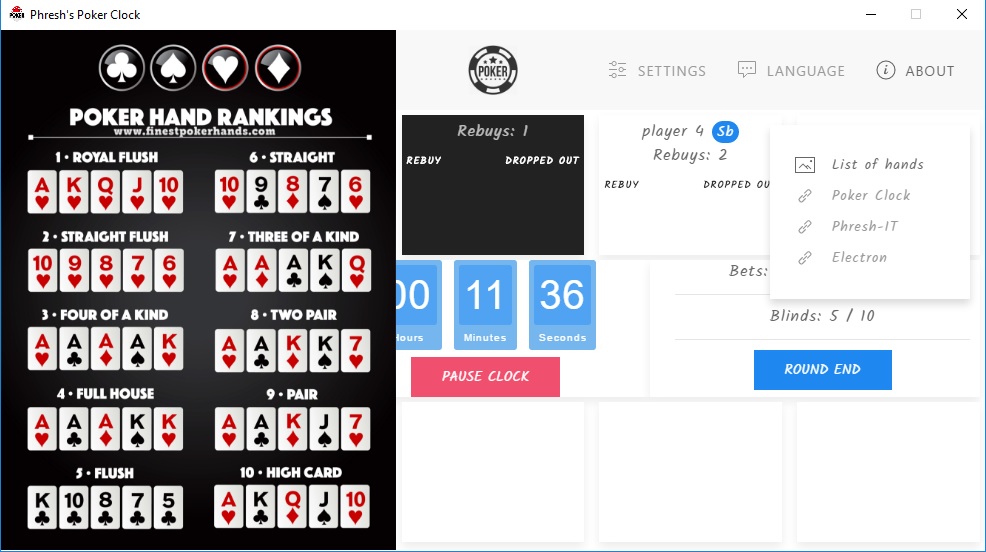 Phresh's Poker Clock
POKER HAND RANKINGS
www.finestpokerhands.com
1 • ROYAL FLUSH
A K Q J 10
2 • STRAIGHT FLUSH
10 9 8 7 6
3 • FOUR OF A KIND
A A A A K
4 • FULL HOUSE
A A A K K
5 • FLUSH
K 10 8 7 5
6 • STRAIGHT
10 9 8 7 6
7 • THREE OF A KIND
A A A K Q
8 • TWO PAIR
A A K K 7
9 • PAIR
A A K J 7
10 • HIGH CARD
A K Q J 10
POKER
SETTINGS
LANGUAGE
ABOUT
Rebuys: 1
REBUY DROPPED OUT
player 4 Sb
Rebuys: 2
REBUY DROPPED OU
List of hands
Poker Clock
Phresh-IT
Electron
00 11 36
Hours Minutes Seconds
PAUSE CLOCK
Bets:
Blinds: 5 / 10
ROUND END